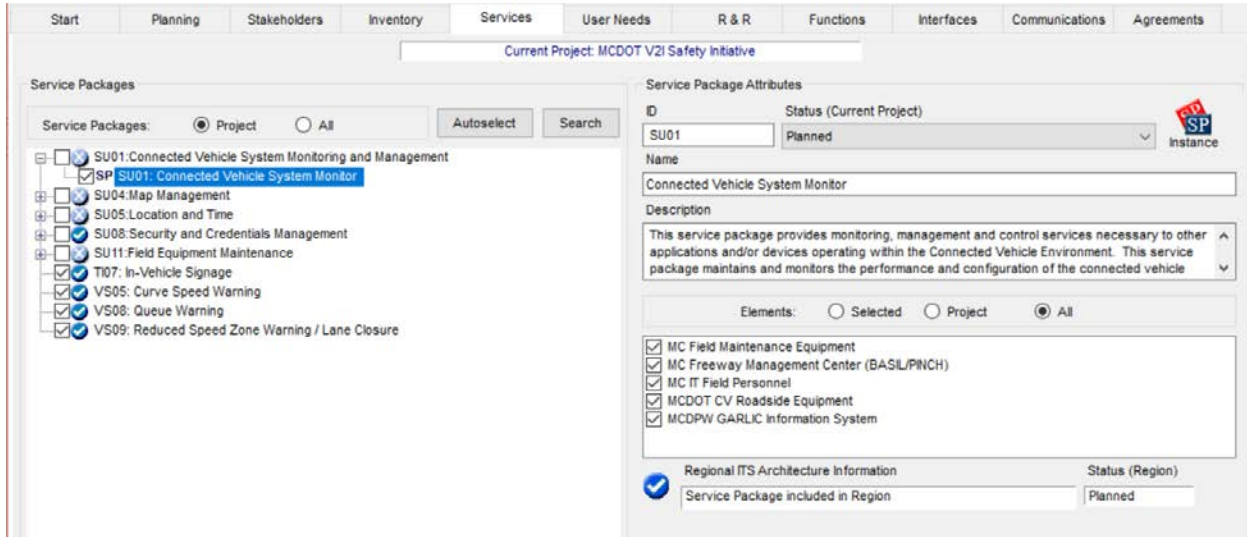 Start Planning Stakeholders Inventory Services User Needs R & R Functions Interfaces Communications Agreements
Current Project: MCDOT V2I Safety Initiative
Service Packages
Service Packages: Project All Autoselect Search
SU01:Connected Vehicle System Monitoring and Management
SP SU01: Connected Vehicle System Monitor
SU04:Map Management
SU05:Location and Time
SU08:Security and Credentials Management
SU11:Field Equipment Maintenance
TI07: In-Vehicle Signage
VS05: Curve Speed Warning
VS08: Queue Warning
VS09: Reduced Speed Zone Warning / Lane Closure
Service Package Attributes
ID Status (Current Project)
SU01 Planned
SP
Instance
Name
Connected Vehicle System Monitor
Description
This service package provides monitoring, management and control services necessary to other
applications and/or devices operating within the Connected Vehicle Environment. This service
package maintains and monitors the performance and configuration of the connected vehicle
Elements: Selected Project All
MC Field Maintenance Equipment
MC Freeway Management Center (BASIL/PINCH)
MC IT Field Personnel
MCDOT CV Roadside Equipment
MCDPW GARLIC Information System
Regional ITS Architecture Information Status (Region)
Service Package included in Region Planned